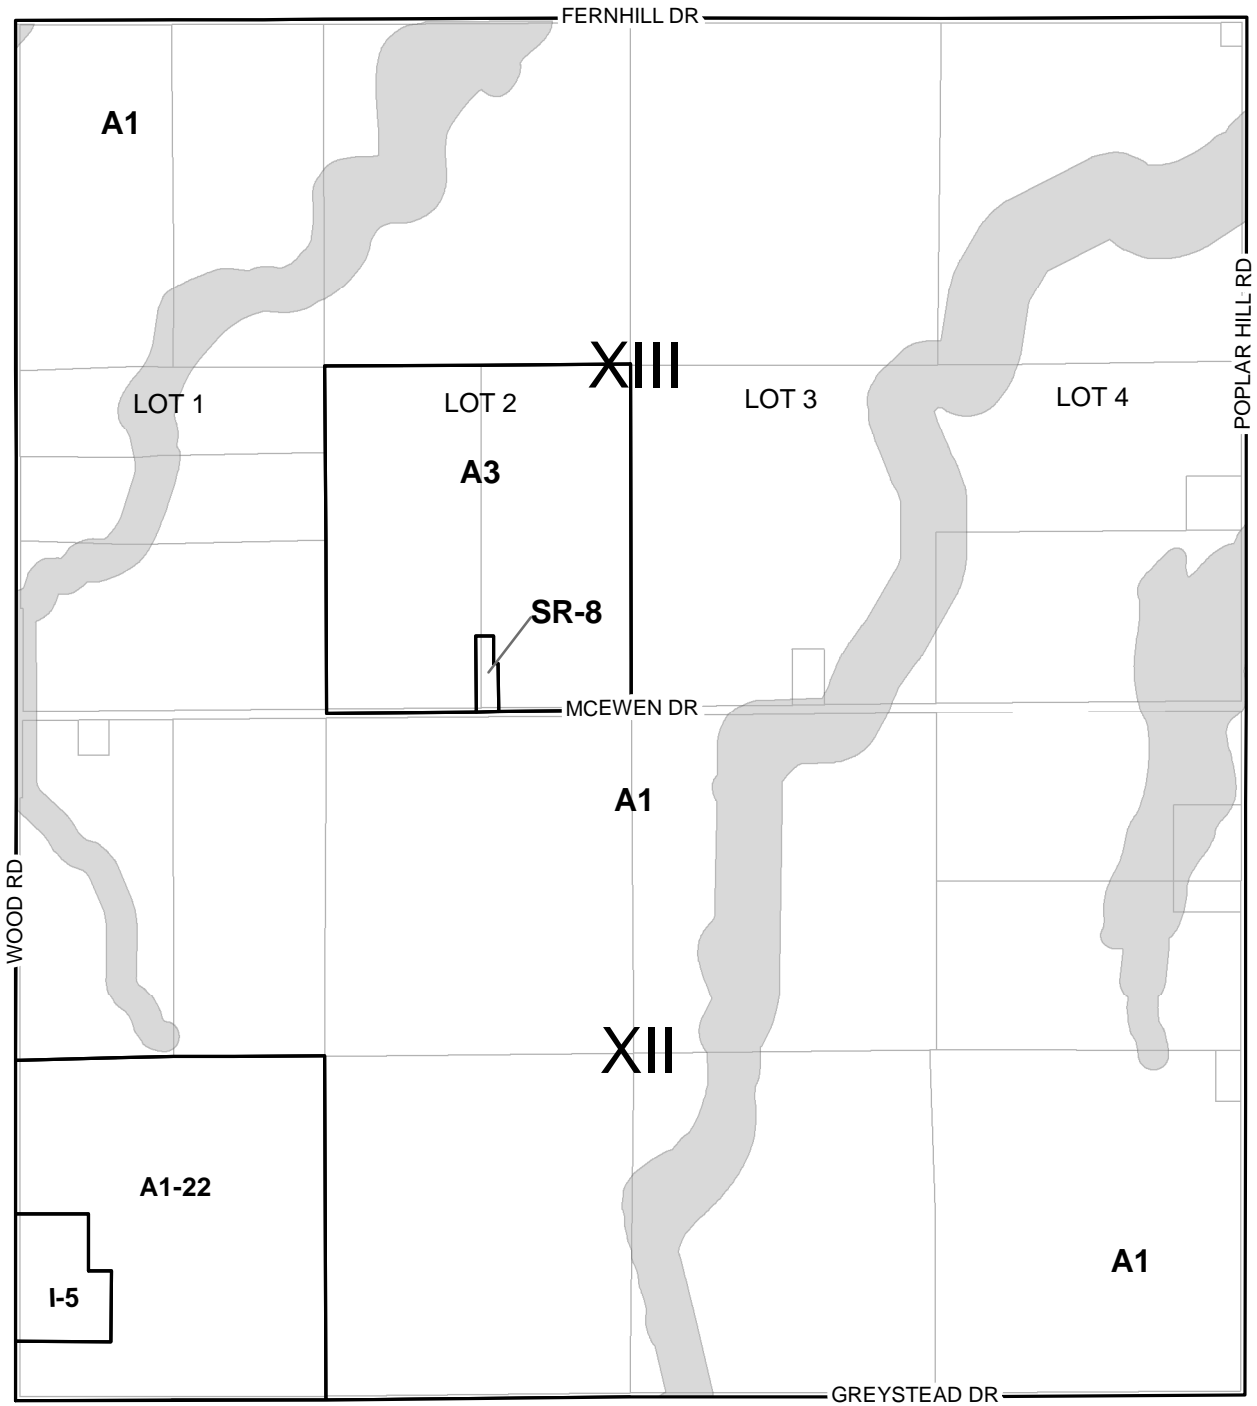 FERNHILL DR
A1
POPLAR HILL RD
XIII
LOT 1
LOT 2
LOT 3
LOT 4
A3
SR-8
MCEWEN DR
A1
WOOD RD
XII
A1-22
A1
I-5
GREYSTEAD DR